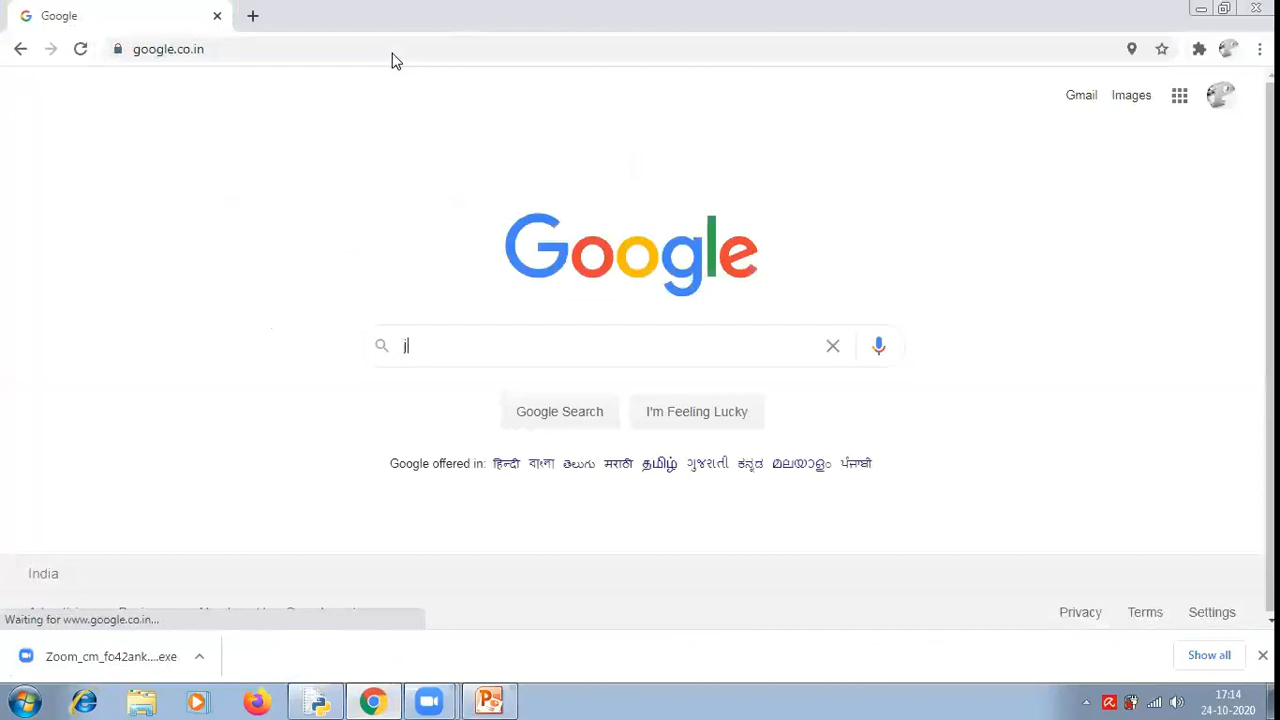 Google
google.co.in
Gmail Images
Google
j
Google Search I'm Feeling Lucky
Google offered in: हिन्दी বাংলা తెలుగు मराठी தமிழ் ગુજરાતી ಕನ್ನಡ മലയാളം ਪੰਜਾਬੀ
India
Privacy Terms Settings
Waiting for www.google.co.in...
Zoom_cm_fo42ank....exe Show all
17:14
24-10-2020